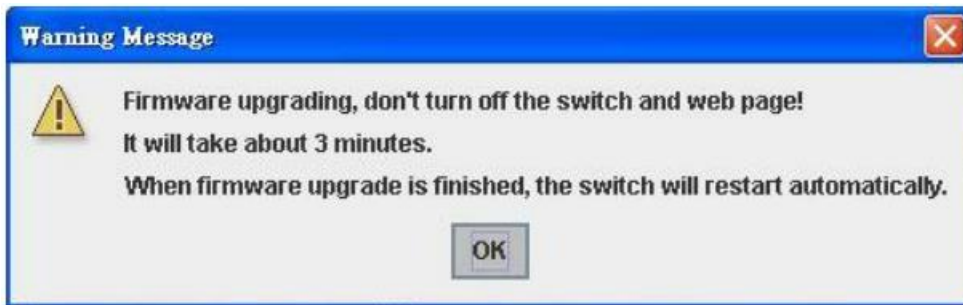 Warning Message
Firmware upgrading, don't turn off the switch and web page!
It will take about 3 minutes.
When firmware upgrade is finished, the switch will restart automatically.
OK